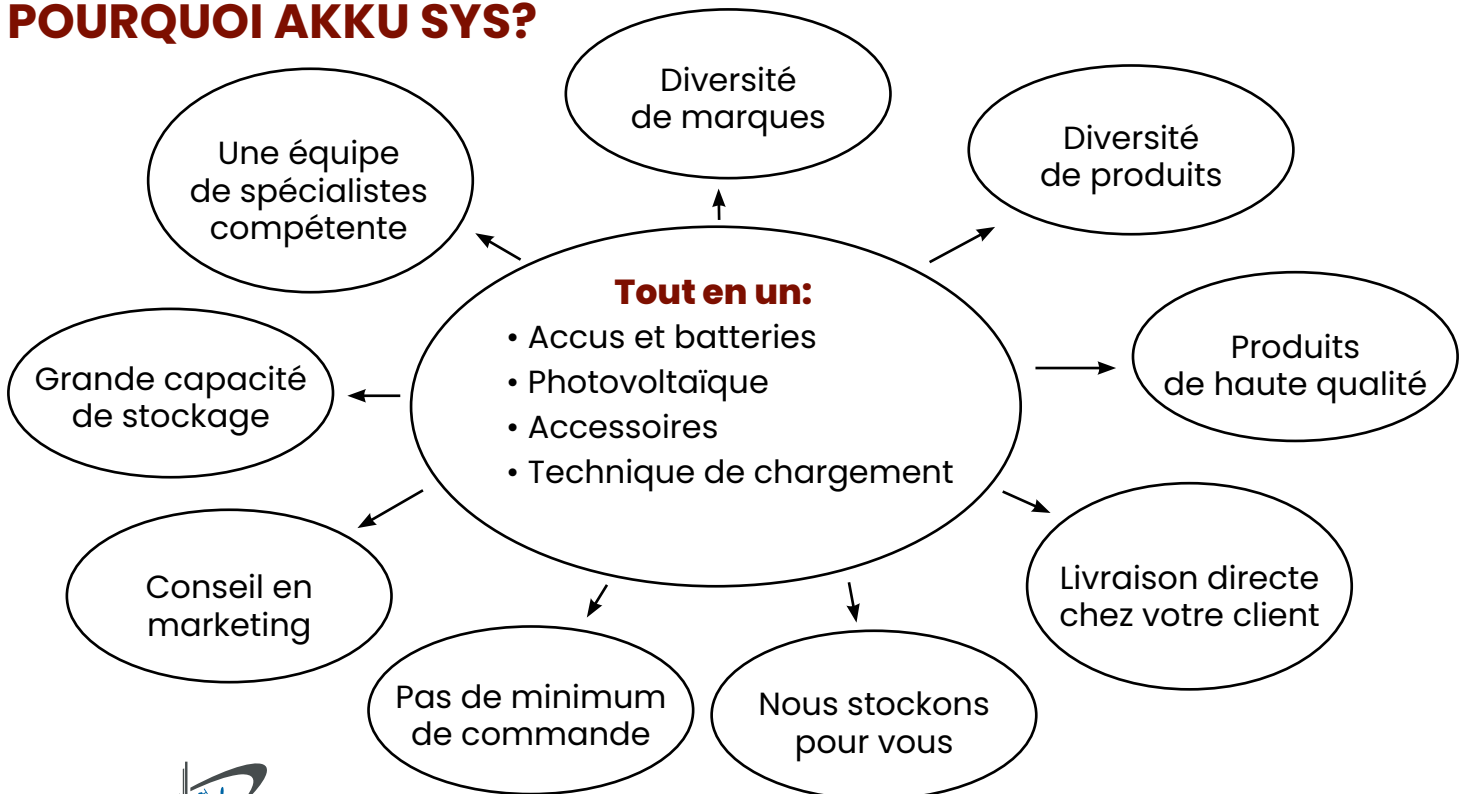 POURQUOI AKKU SYS?
Diversité
de marques
Diversité
de produits
Une équipe
de spécialistes
compétente
Tout en un:
• Accus et batteries
• Photovoltaïque
• Accessoires
• Technique de chargement
Produits
de haute qualité
Grande capacité
de stockage
Livraison directe
chez votre client
Conseil en
marketing
Pas de minimum
de commande
Nous stockons
pour vous